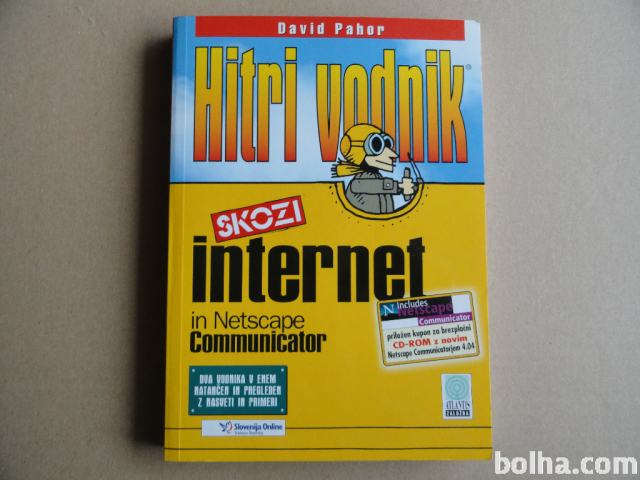 David Pahor
Hitri vodnik®
SKOZI
internet
in Netscape
Communicator
N includes
Netscape
Communicator
priložen kupon za brezplačni
CD-ROM z novim
Netscape Communicatorjem 4.04
DVA VODNIKA V ENEM
NATANČEN IN PREGLEDEN
Z NASVETI IN PRIMERI
Slovenija Online
ATLANTIS
ZALOŽBA
bolha.com